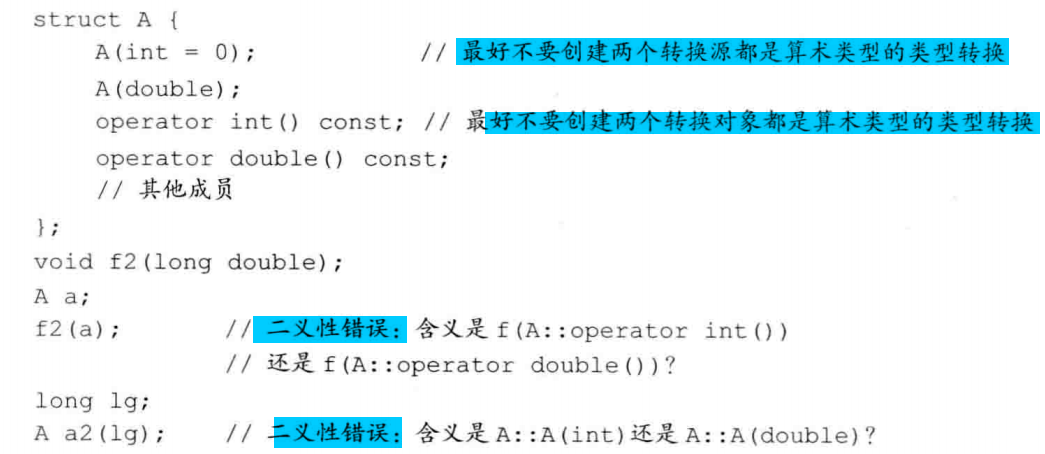 struct A {
    A(int = 0);            // 最好不要创建两个转换源都是算术类型的类型转换
    A(double);
    operator int() const; // 最好不要创建两个转换对象都是算术类型的类型转换
    operator double() const;
    // 其他成员
};
void f2(long double);
A a;
f2(a);      // 二义性错误：含义是f(A::operator int())
            // 还是f(A::operator double())?
long lg;
A a2(lg);   // 二义性错误：含义是A::A(int)还是A::A(double)?